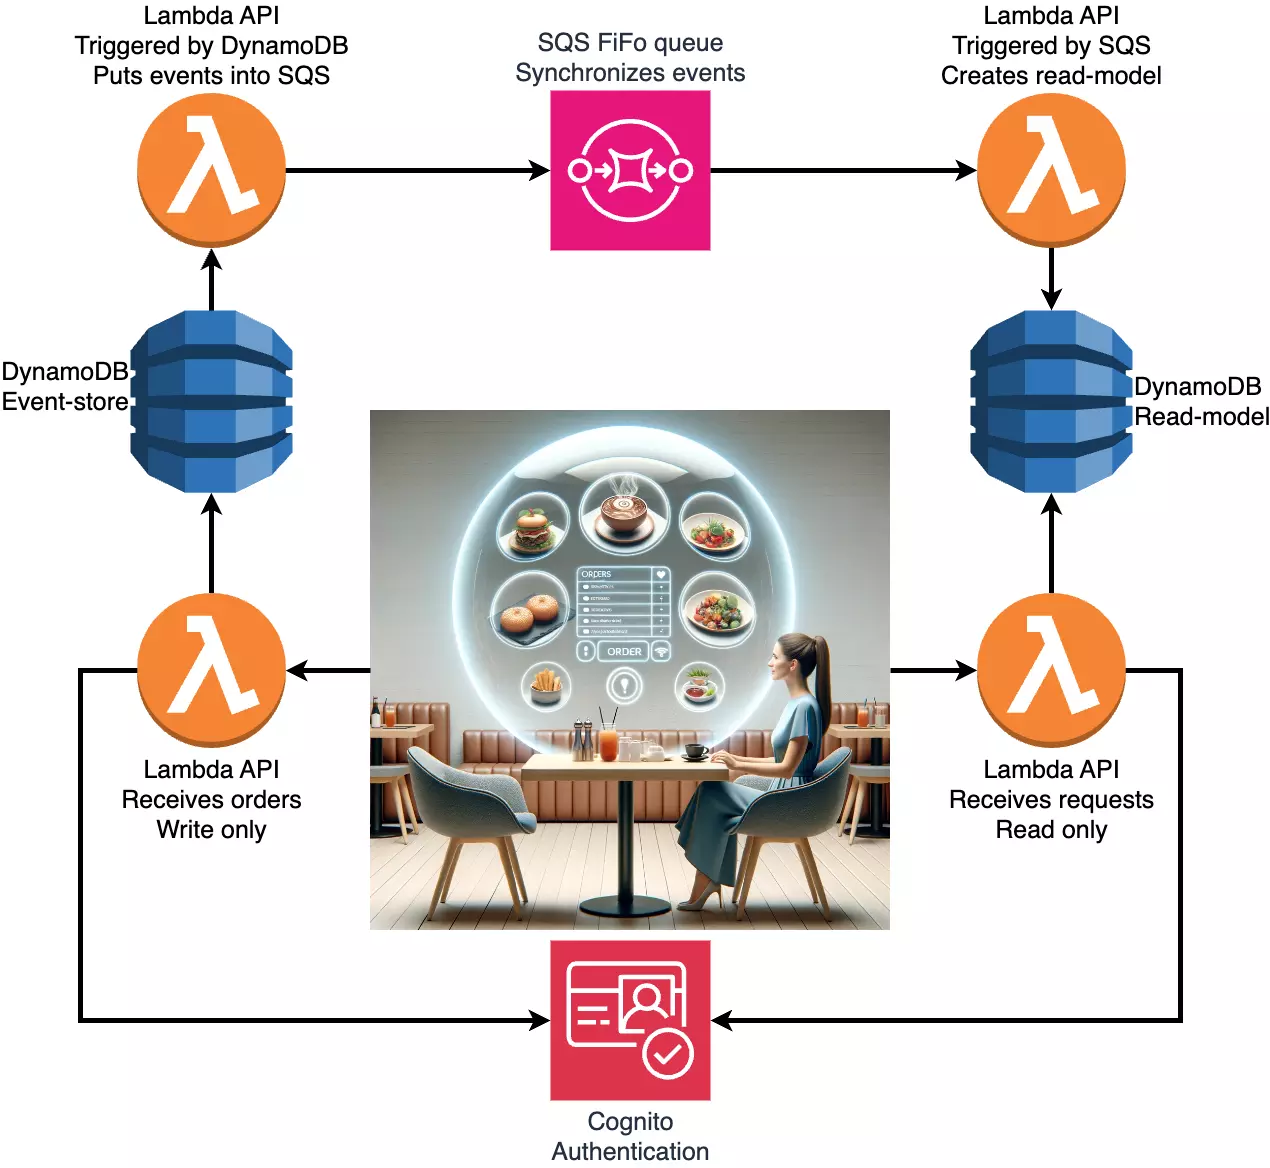 Lambda API
Triggered by DynamoDB
Puts events into SQS
SQS FiFo queue
Synchronizes events
Lambda API
Triggered by SQS
Creates read-model
DynamoDB
Event-store
DynamoDB
Read-model
ORDERS
ORDER
Lambda API
Receives orders
Write only
Lambda API
Receives requests
Read only
Cognito
Authentication